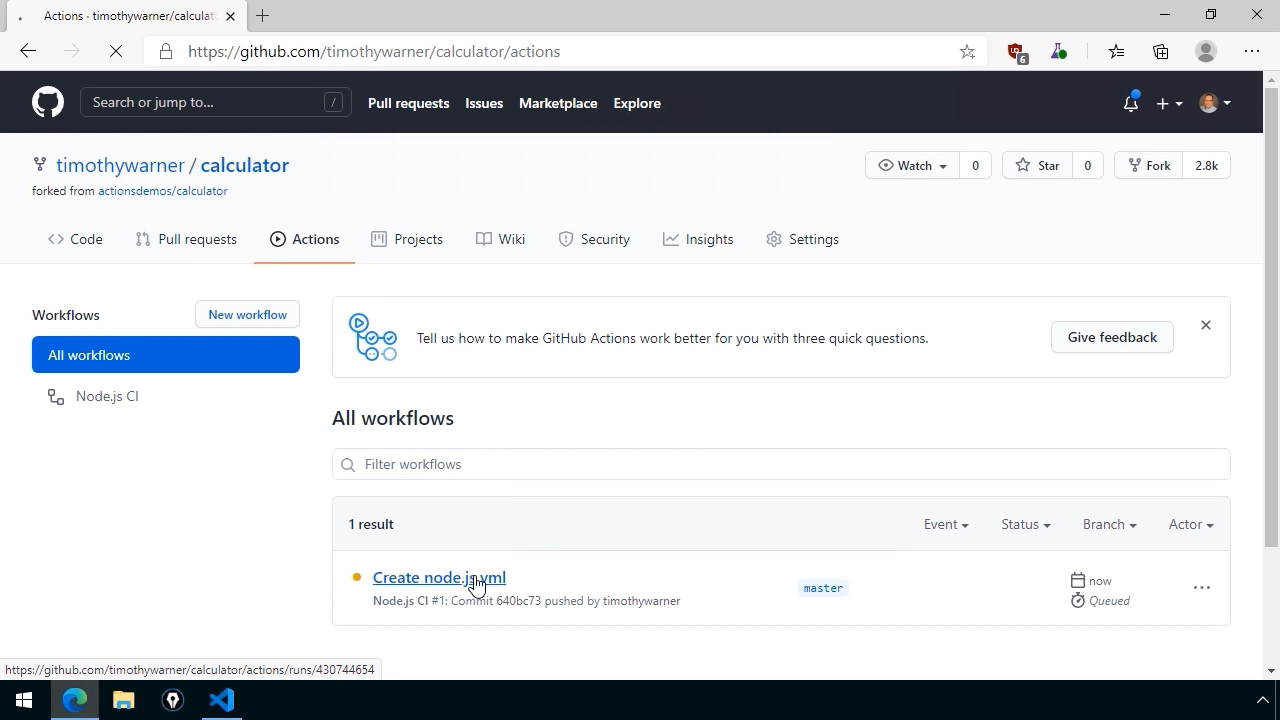 Actions · timothywarner/calculat
https://github.com/timothywarner/calculator/actions
6
Search or jump to...
/
Pull requests
Issues
Marketplace
Explore
timothywarner / calculator
forked from actionsdemos/calculator
Watch
0
Star
0
Fork
2.8k
Code
Pull requests
Actions
Projects
Wiki
Security
Insights
Settings
Workflows
New workflow
All workflows
Node.js CI
Tell us how to make GitHub Actions work better for you with three quick questions.
Give feedback
All workflows
Filter workflows
1 result
Event
Status
Branch
Actor
Create node.js.yml
Node.js CI #1: Commit 640bc73 pushed by timothywarner
master
now
Queued
https://github.com/timothywarner/calculator/actions/runs/430744654